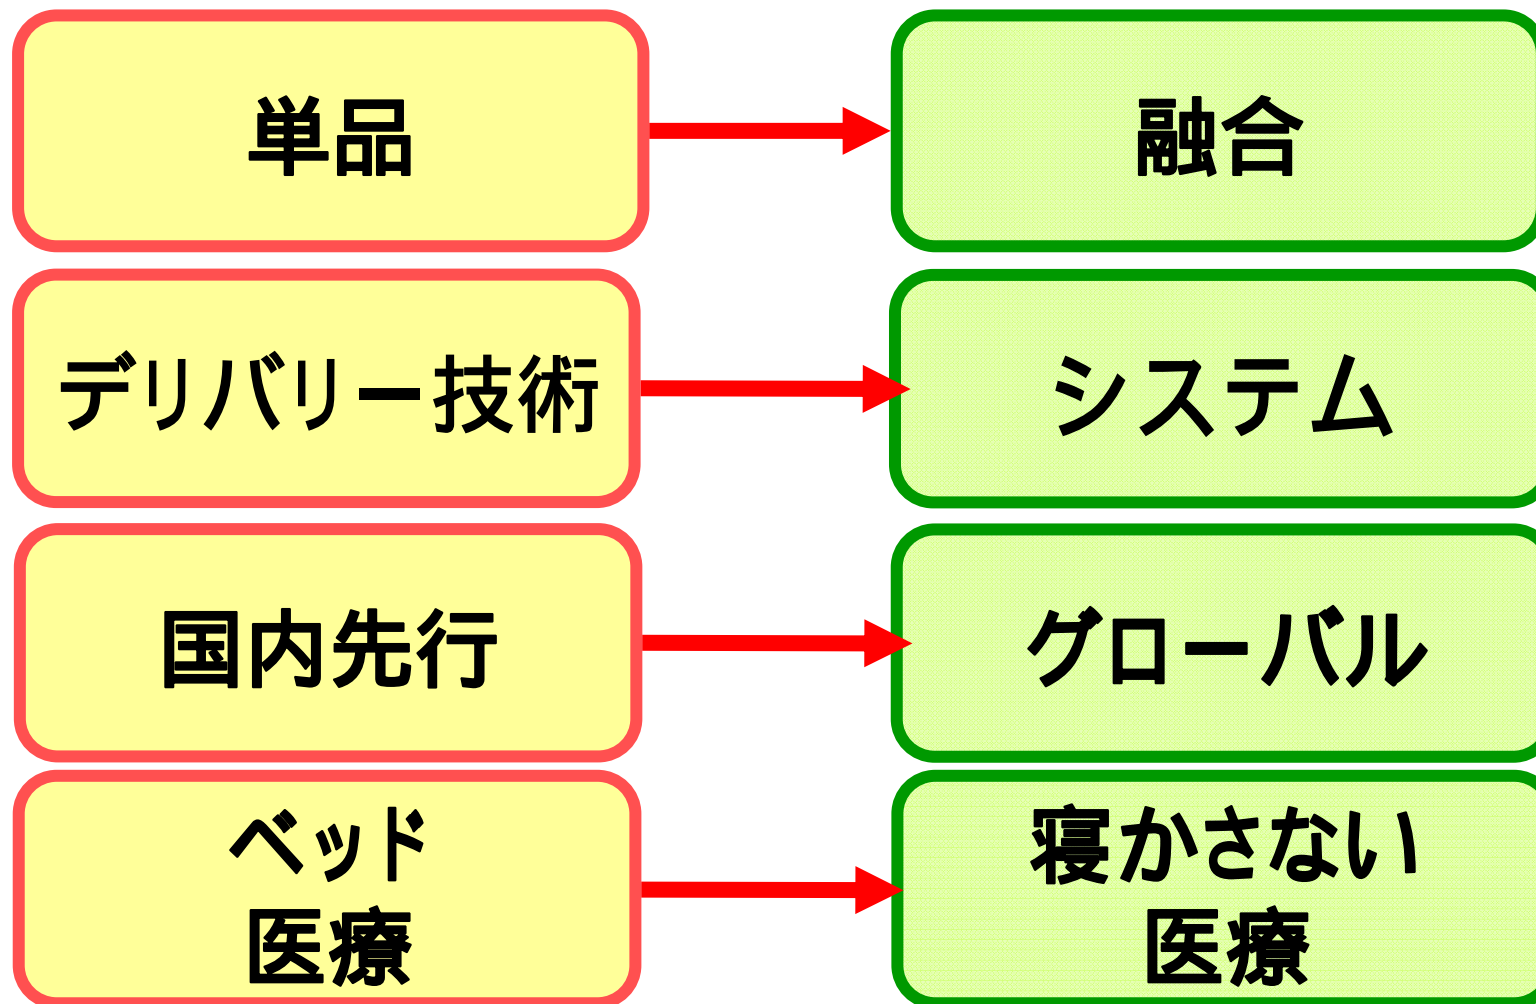 単品
融合
デリバリー技術
システム
国内先行
グローバル
ベッド
医療
寝かさない
医療